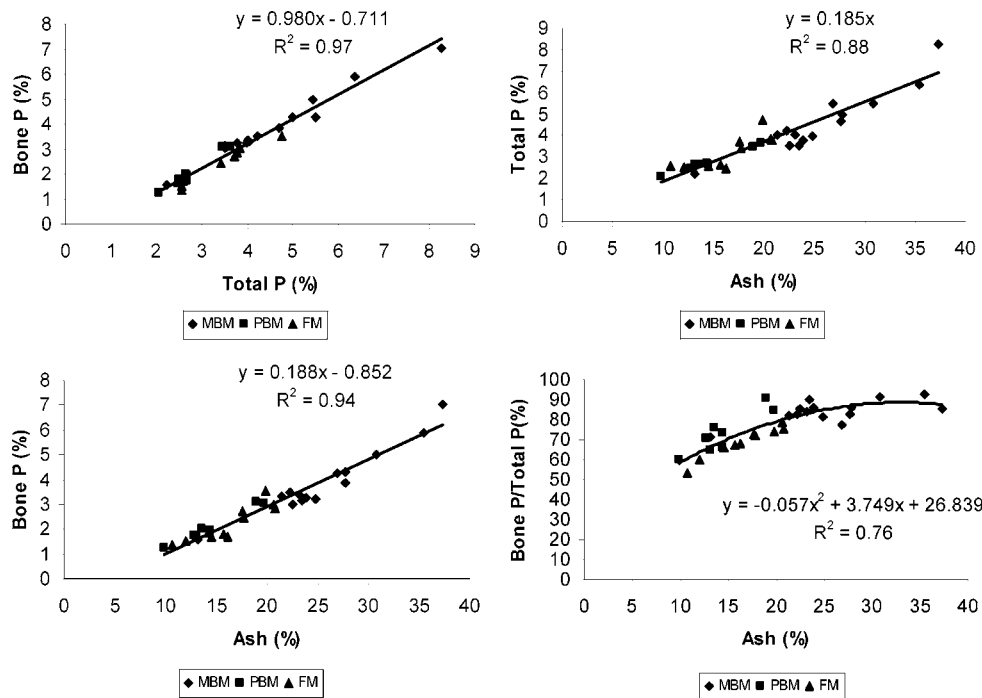 y = 0.980x - 0.711
R² = 0.97
Bone P (%)
8
7
6
5
4
3
2
1
0
0 1 2 3 4 5 6 7 8 9
Total P (%)
MBM PBM FM
y = 0.185x
R² = 0.88
Total P (%)
9
8
7
6
5
4
3
2
1
0
0 5 10 15 20 25 30 35 40
Ash (%)
MBM PBM FM
y = 0.188x - 0.852
R² = 0.94
Bone P (%)
8
7
6
5
4
3
2
1
0
0 5 10 15 20 25 30 35 40
Ash (%)
MBM PBM FM
Bone P/Total P(%)
100
90
80
70
60
50
40
30
20
10
0
y = -0.057x² + 3.749x + 26.839
R² = 0.76
0 5 10 15 20 25 30 35 40
Ash (%)
MBM PBM FM